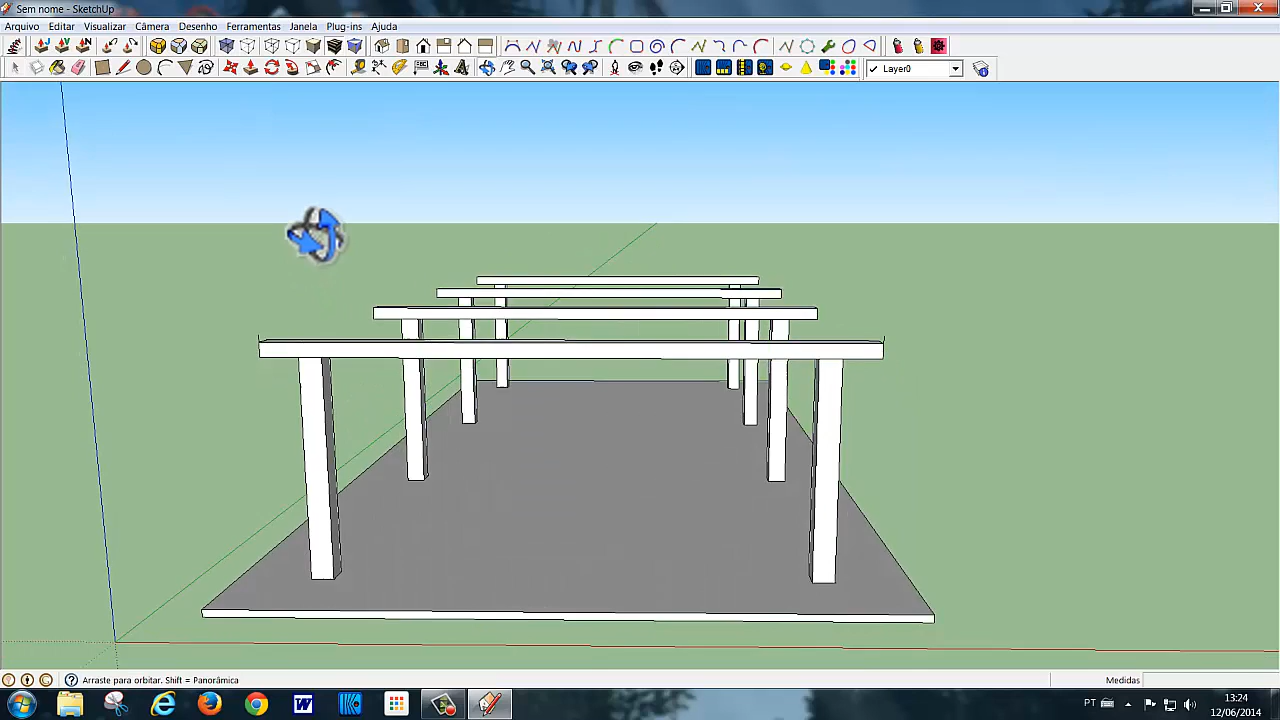 Sem nome - SketchUp
Arquivo Editar Visualizar Câmera Desenho Ferramentas Janela Plug-ins Ajuda
Layer0
Arraste para orbitar. Shift = Panorâmica
Medidas
PT
13:24
12/06/2014